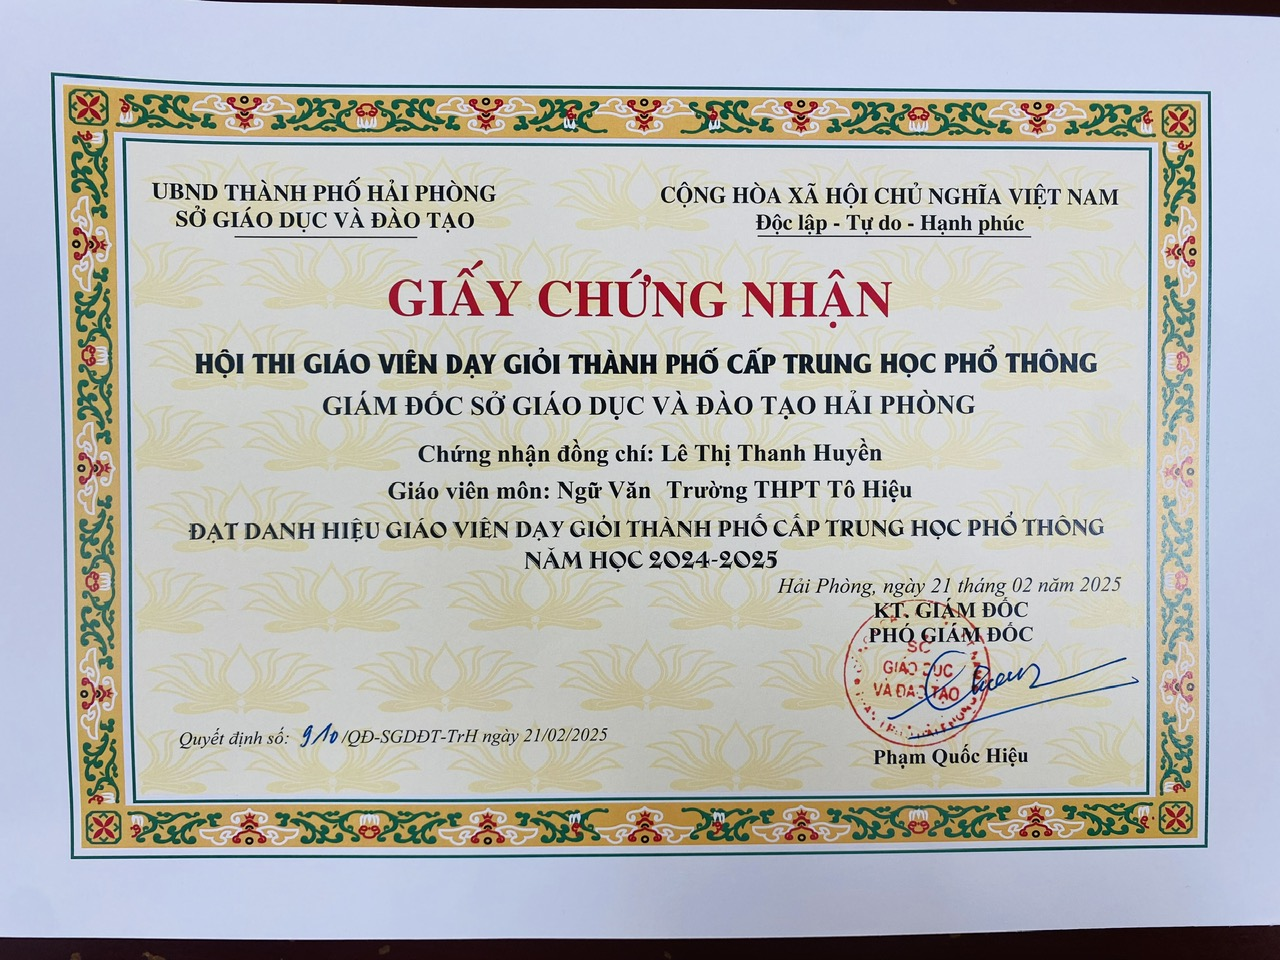 UBND THÀNH PHỐ HẢI PHÒNG
SỞ GIÁO DỤC VÀ ĐÀO TẠO
CỘNG HÒA XÃ HỘI CHỦ NGHĨA VIỆT NAM
Độc lập - Tự do - Hạnh phúc
GIẤY CHỨNG NHẬN
HỘI THI GIÁO VIÊN DẠY GIỎI THÀNH PHỐ CẤP TRUNG HỌC PHỔ THÔNG
GIÁM ĐỐC SỞ GIÁO DỤC VÀ ĐÀO TẠO HẢI PHÒNG
Chứng nhận đồng chí: Lê Thị Thanh Huyền
Giáo viên môn: Ngữ Văn Trường THPT Tô Hiệu
ĐẠT DANH HIỆU GIÁO VIÊN DẠY GIỎI THÀNH PHỐ CẤP TRUNG HỌC PHỔ THÔNG
NĂM HỌC 2024-2025
Hải Phòng, ngày 21 tháng 02 năm 2025
KT. GIÁM ĐỐC
PHÓ GIÁM ĐỐC
SỞ
GIÁO DỤC
VÀ ĐÀO TẠO
Quyết định số: 910/QĐ-SGDĐT-TrH ngày 21/02/2025
Phạm Quốc Hiệu